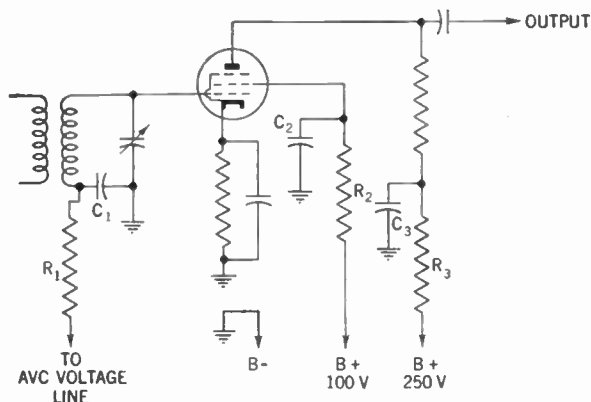 OUTPUT
C2
C1
R2
C3
R1
R3
TO
AVC VOLTAGE
LINE
B-
B+
100 V
B+
250 V